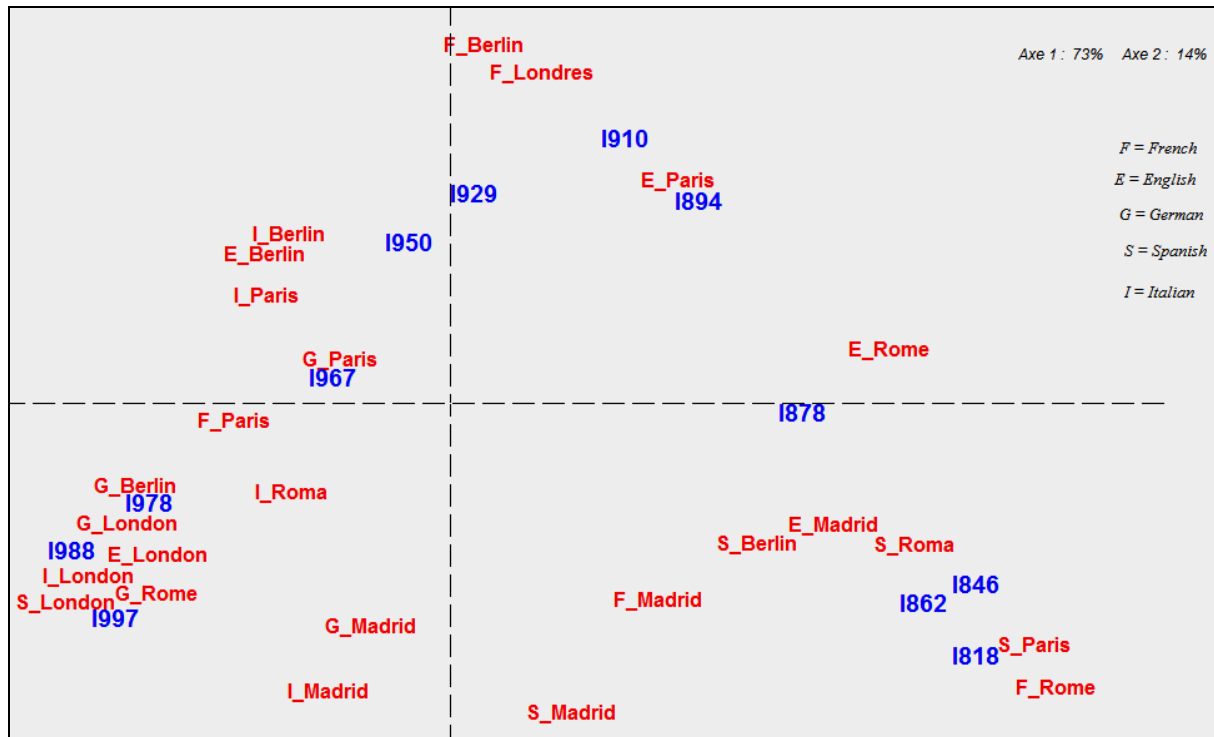 F_Berlin
Axe 1 : 73% Axe 2 : 14%
F_Londres
I910
F = French
E_Paris
E = English
I929
I894
G = German
I_Berlin
I950
E_Berlin
S = Spanish
I_Paris
I = Italian
E_Rome
G_Paris
I967
I878
F_Paris
G_Berlin
I_Roma
I978
G_London
E_Madrid
S_Berlin
S_Roma
I988
E_London
I_London
I846
G_Rome
F_Madrid
S_London
I862
I997
G_Madrid
S_Paris
I818
I_Madrid
F_Rome
S_Madrid